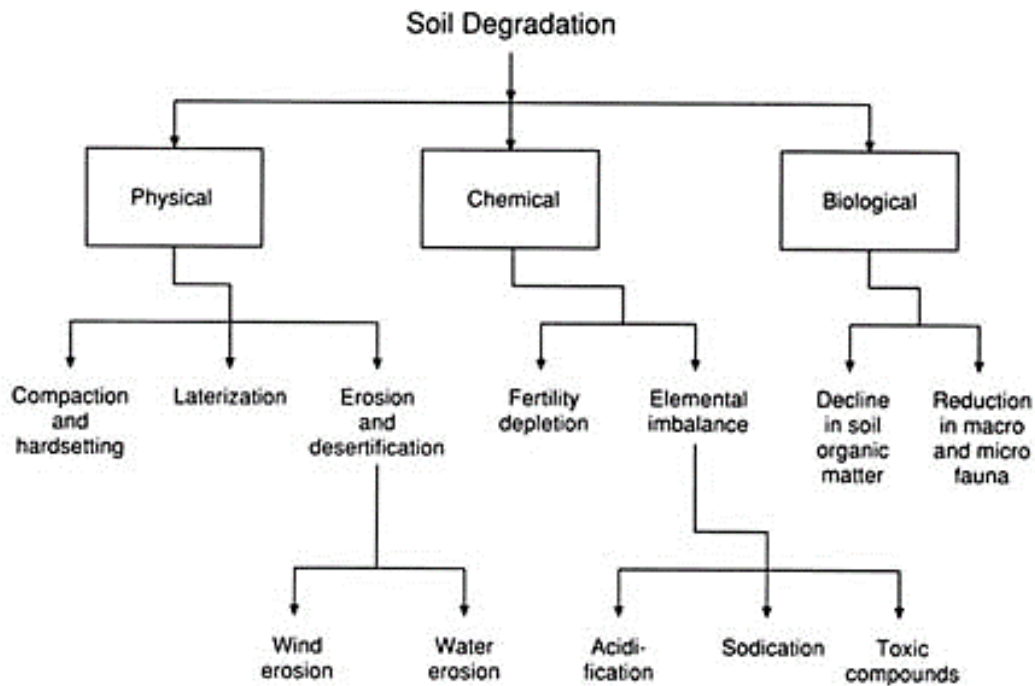 Soil Degradation
Physical
Chemical
Biological
Compaction
and
hardsetting
Laterization
Erosion
and
desertification
Fertility
depletion
Elemental
imbalance
Decline
in soil
organic
matter
Reduction
in macro
and micro
fauna
Wind
erosion
Water
erosion
Acidi-
fication
Sodication
Toxic
compounds